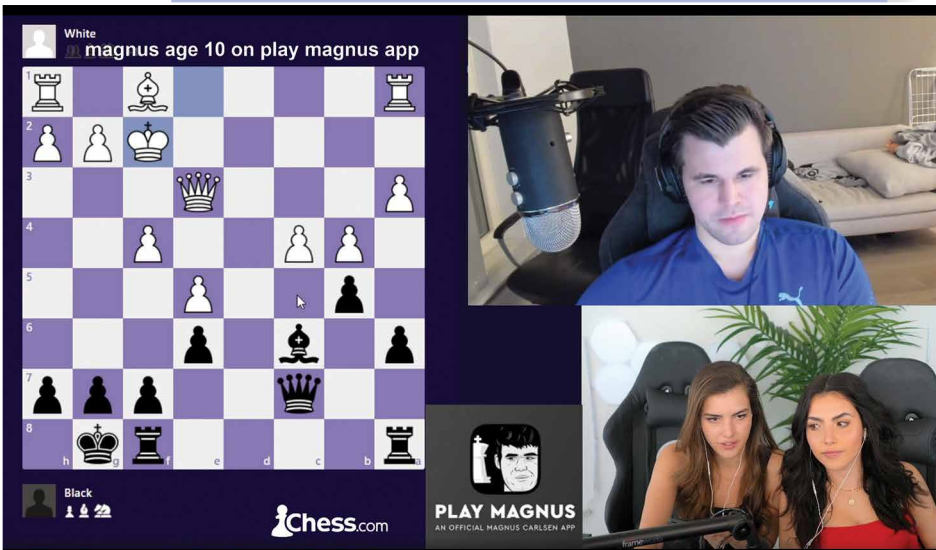 White
magnus age 10 on play magnus app
1
2
3
4
5
6
7
8
h g f e d c b a
Black
Chess.com
PLAY MAGNUS
AN OFFICIAL MAGNUS CARLSEN APP
frame